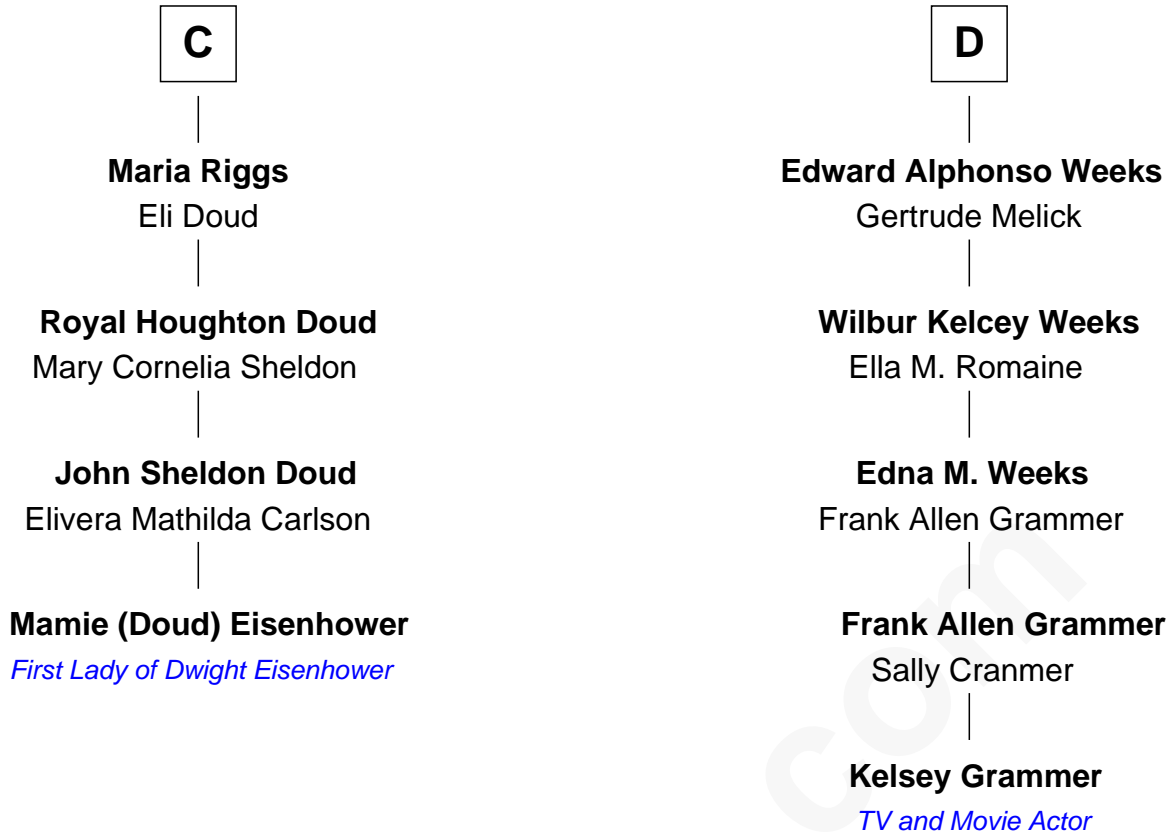 C
Maria Riggs
Eli Doud
Royal Houghton Doud
Mary Cornelia Sheldon
John Sheldon Doud
Elivera Mathilda Carlson
Mamie (Doud) Eisenhower
First Lady of Dwight Eisenhower
D
Edward Alphonso Weeks
Gertrude Melick
Wilbur Kelcey Weeks
Ella M. Romaine
Edna M. Weeks
Frank Allen Grammer
Frank Allen Grammer
Sally Cranmer
Kelsey Grammer
TV and Movie Actor
com